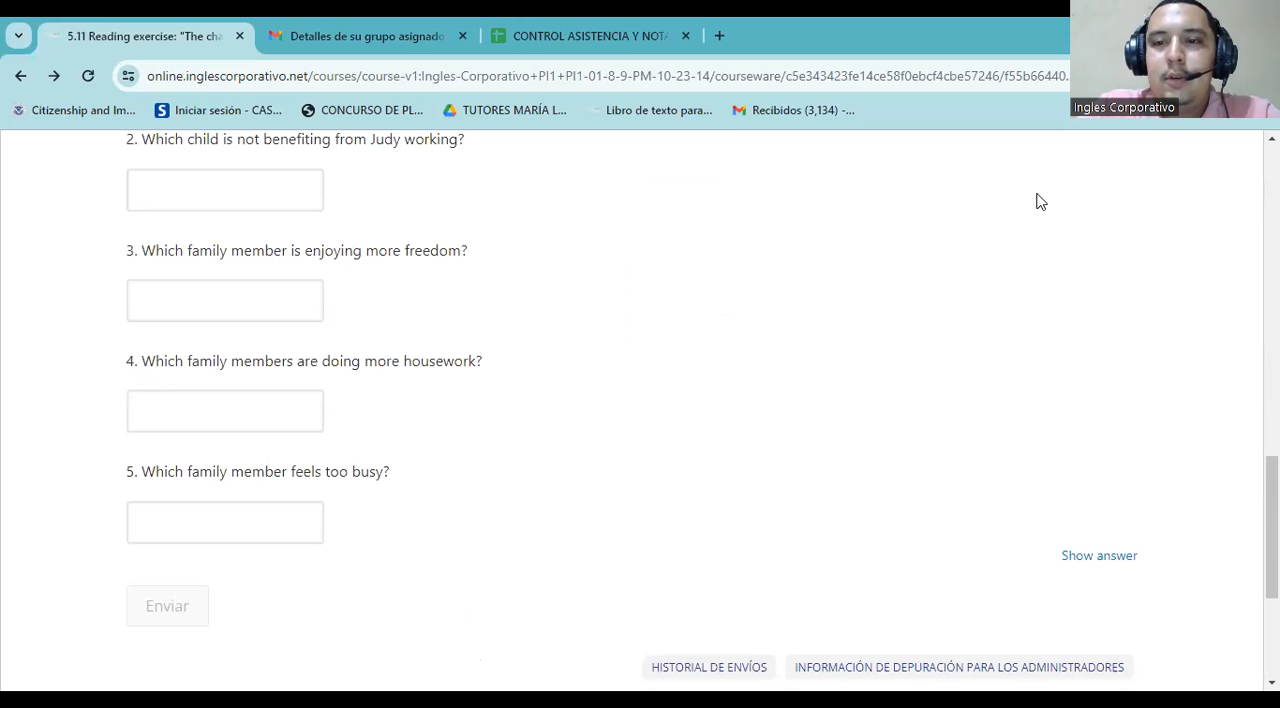 5.11 Reading exercise: "The cha
Detalles de su grupo asignado
CONTROL ASISTENCIA Y NOTA
online.inglescorporativo.net/courses/course-v1:Ingles-Corporativo+PI1+PI1-01-8-9-PM-10-23-14/courseware/c5e343423fe14ce58f0ebcf4cbe57246/f55b66440.
Ingles Corporativo
Citizenship and Im...
Iniciar sesión - CAS...
CONCURSO DE PL...
TUTORES MARÍA L...
Libro de texto para...
Recibidos (3,134) -...
2. Which child is not benefiting from Judy working?
3. Which family member is enjoying more freedom?
4. Which family members are doing more housework?
5. Which family member feels too busy?
Show answer
Enviar
HISTORIAL DE ENVÍOS
INFORMACIÓN DE DEPURACIÓN PARA LOS ADMINISTRADORES